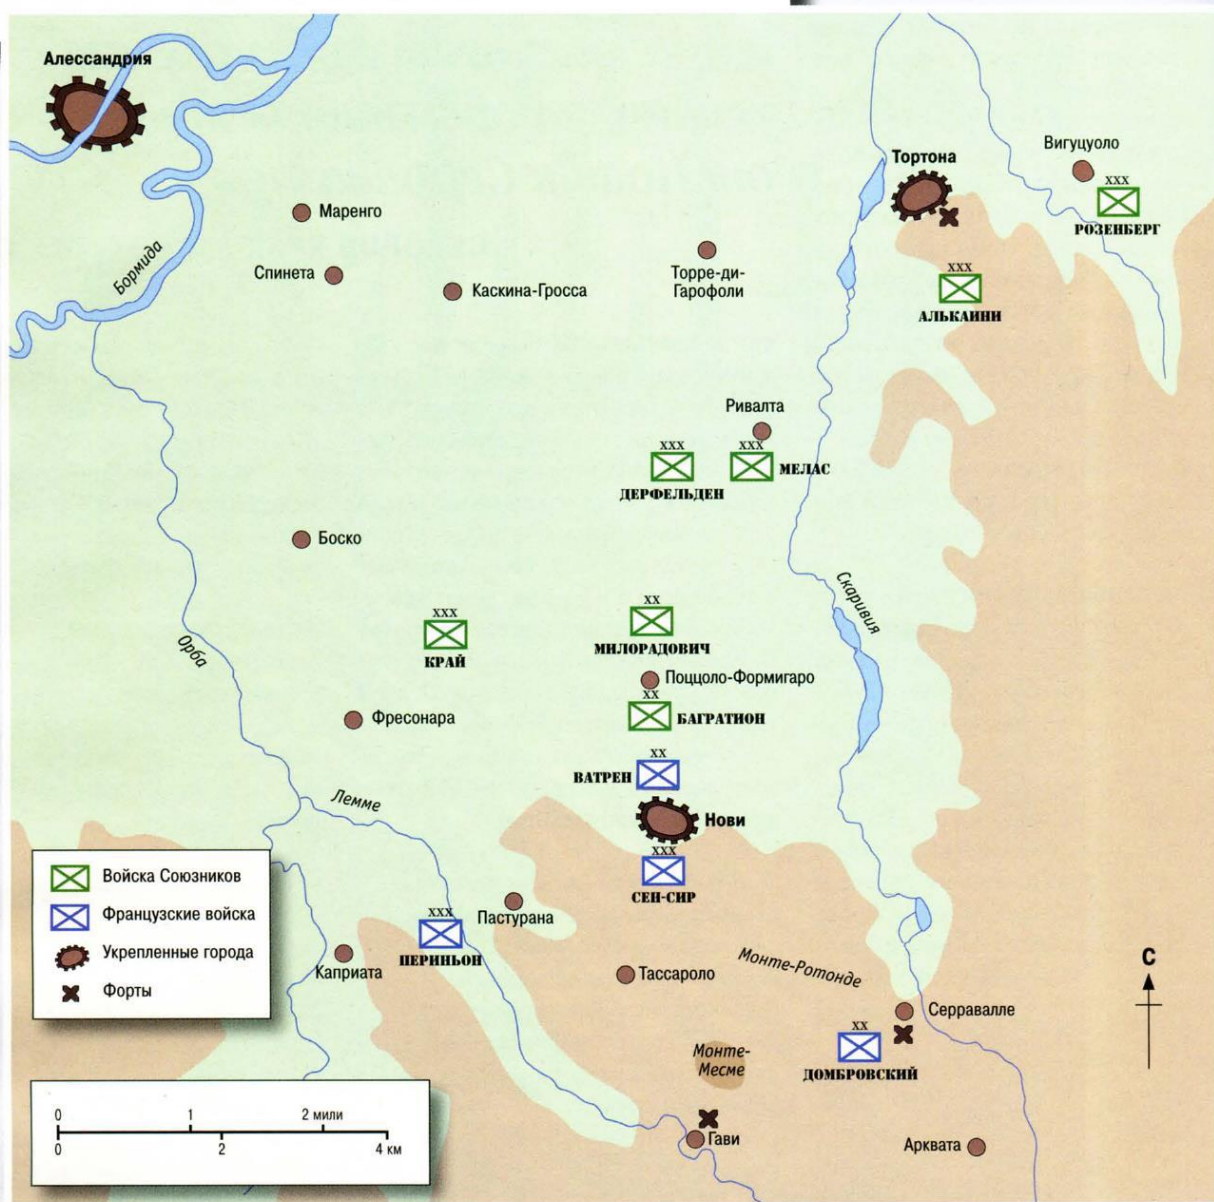 Алессандрия
Тортона
Вигуцуоло
XXX
РОЗЕНБЕРГ
Маренго
Бормида
Спинета
Каскина-Гросса
Торре-ди-
Гарофоли
XXX
АЛЬКАИНИ
Ривалта
XXX
ДЕРФЕЛЬДЕН
XXX
МЕЛАС
Боско
Скаривия
XXX
КРАЙ
XX
МИЛОРАДОВИЧ
Орба
Поццоло-Формигаро
XX
БАГРАТИОН
Фресонара
XX
ВАТРЕН
Лемме
Нови
XXX
СЕН-СИР
Войска Союзников
Французские войска
Укрепленные города
Форты
Пастурана
XXX
ПЕРИНЬОН
Каприата
Тассароло
Монте-Ротонде
С
Серравалле
XX
ДОМБРОВСКИЙ
Монте-
Месме
Гави
Арквата
0 1 2 мили
0 2 4 км